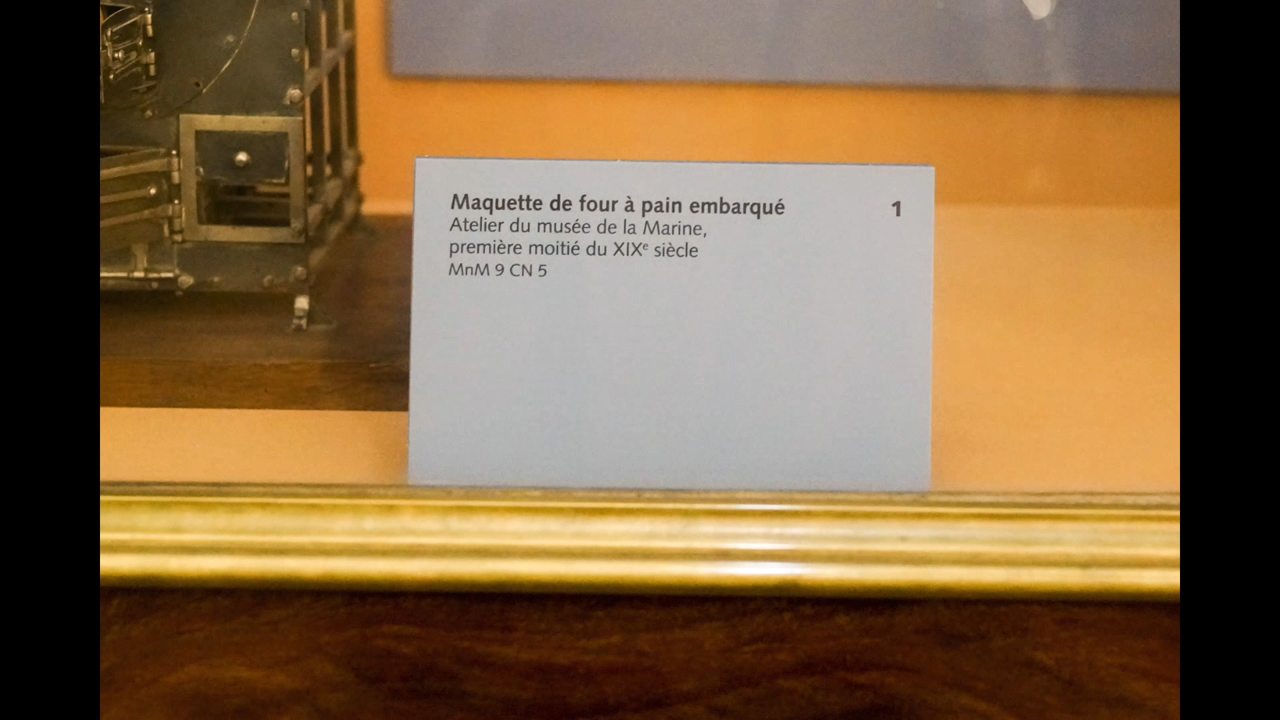 Maquette de four à pain embarqué 1
Atelier du musée de la Marine,
première moitié du XIXe siècle
MnM 9 CN 5